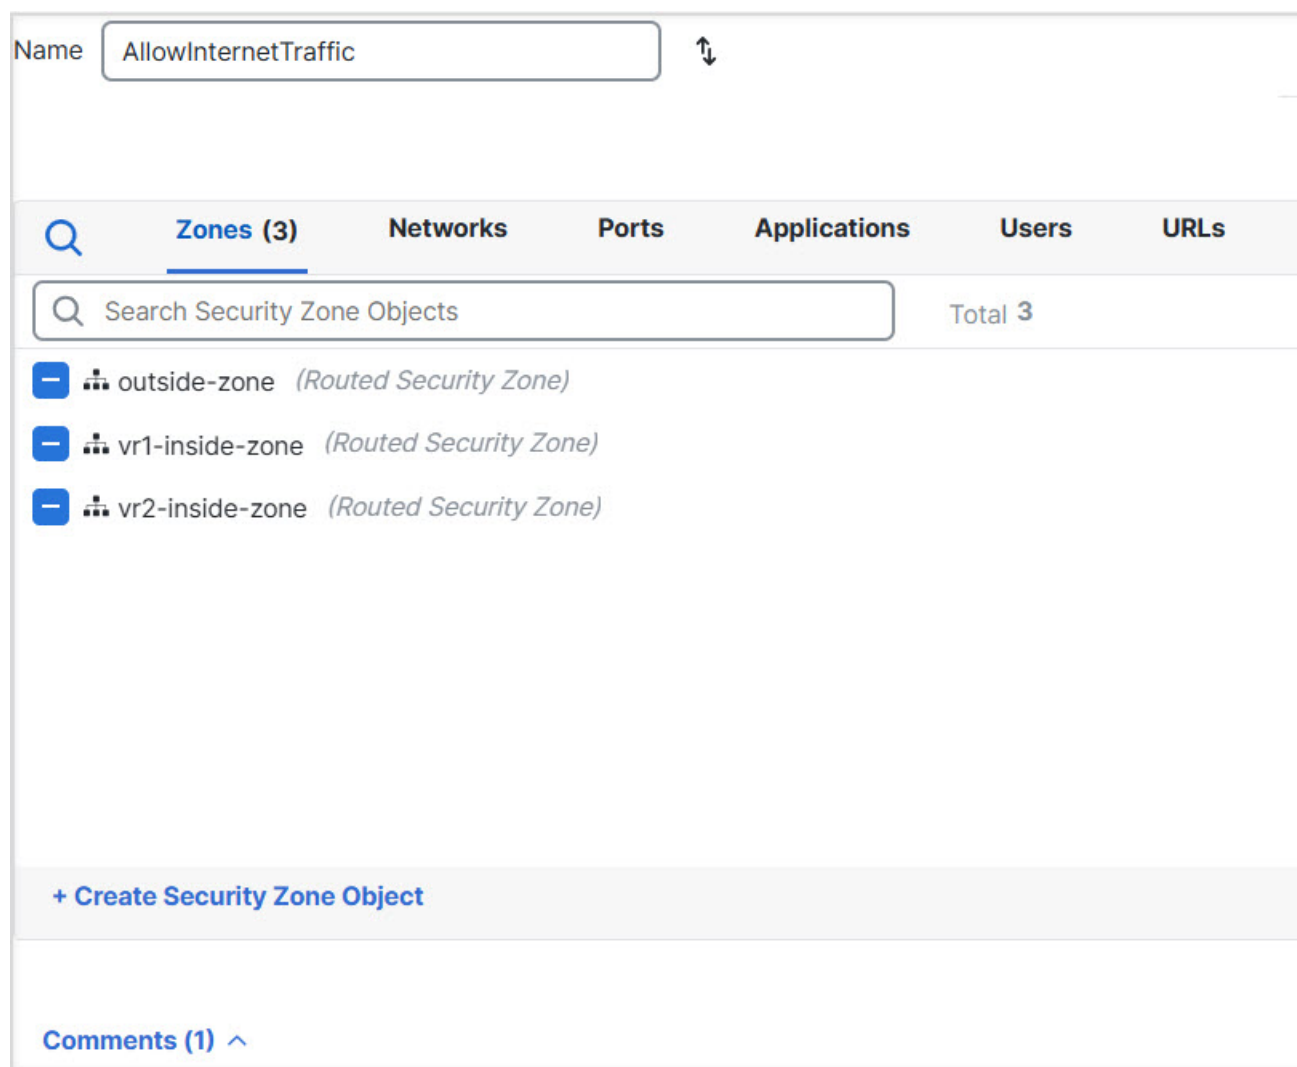 Name AllowInternetTraffic
Zones (3) Networks Ports Applications Users URLs
Search Security Zone Objects Total 3
outside-zone (Routed Security Zone)
vr1-inside-zone (Routed Security Zone)
vr2-inside-zone (Routed Security Zone)
+ Create Security Zone Object
Comments (1)